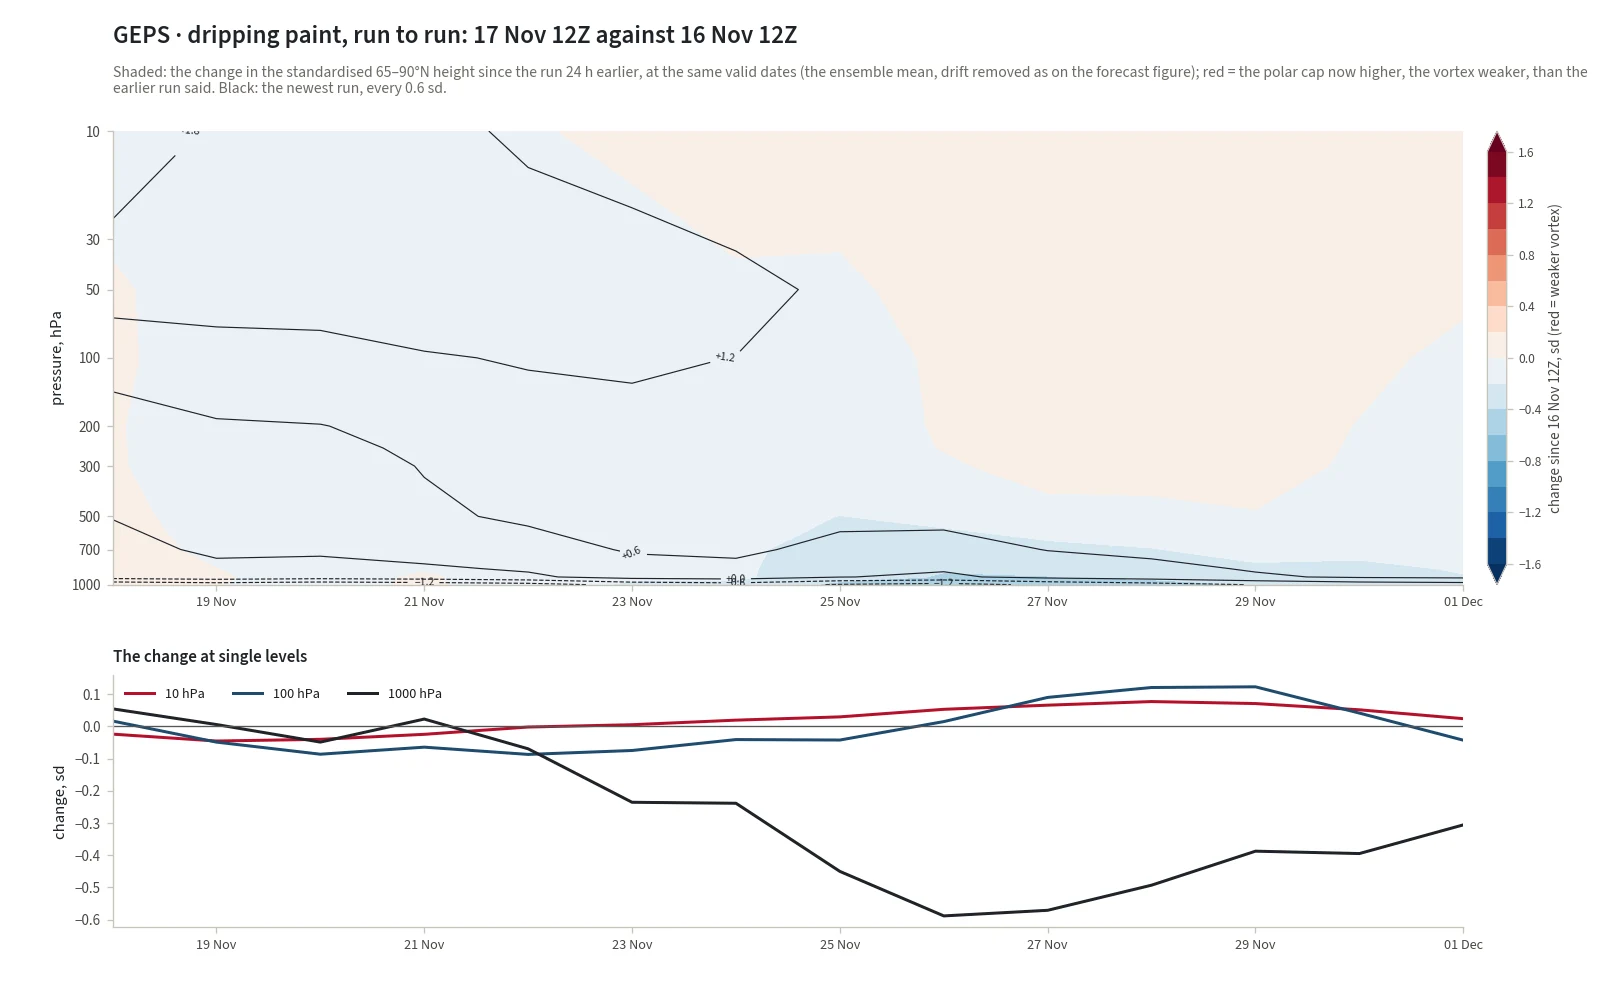 GEPS · dripping paint, run to run: 17 Nov 12Z against 16 Nov 12Z
Shaded: the change in the standardised 65–90°N height since the run 24 h earlier, at the same valid dates (the ensemble mean, drift removed as on the forecast figure); red = the polar cap now higher, the vortex weaker, than the
earlier run said. Black: the newest run, every 0.6 sd.
10
30
50
100
200
300
500
700
1000
pressure, hPa
+1.2
+0.6
19 Nov
21 Nov
23 Nov
25 Nov
27 Nov
29 Nov
01 Dec
1.6
1.2
0.8
0.4
0.0
−0.4
−0.8
−1.2
−1.6
change since 16 Nov 12Z, sd (red = weaker vortex)
The change at single levels
10 hPa
100 hPa
1000 hPa
0.1
0.0
−0.1
−0.2
−0.3
−0.4
−0.5
−0.6
change, sd
19 Nov
21 Nov
23 Nov
25 Nov
27 Nov
29 Nov
01 Dec